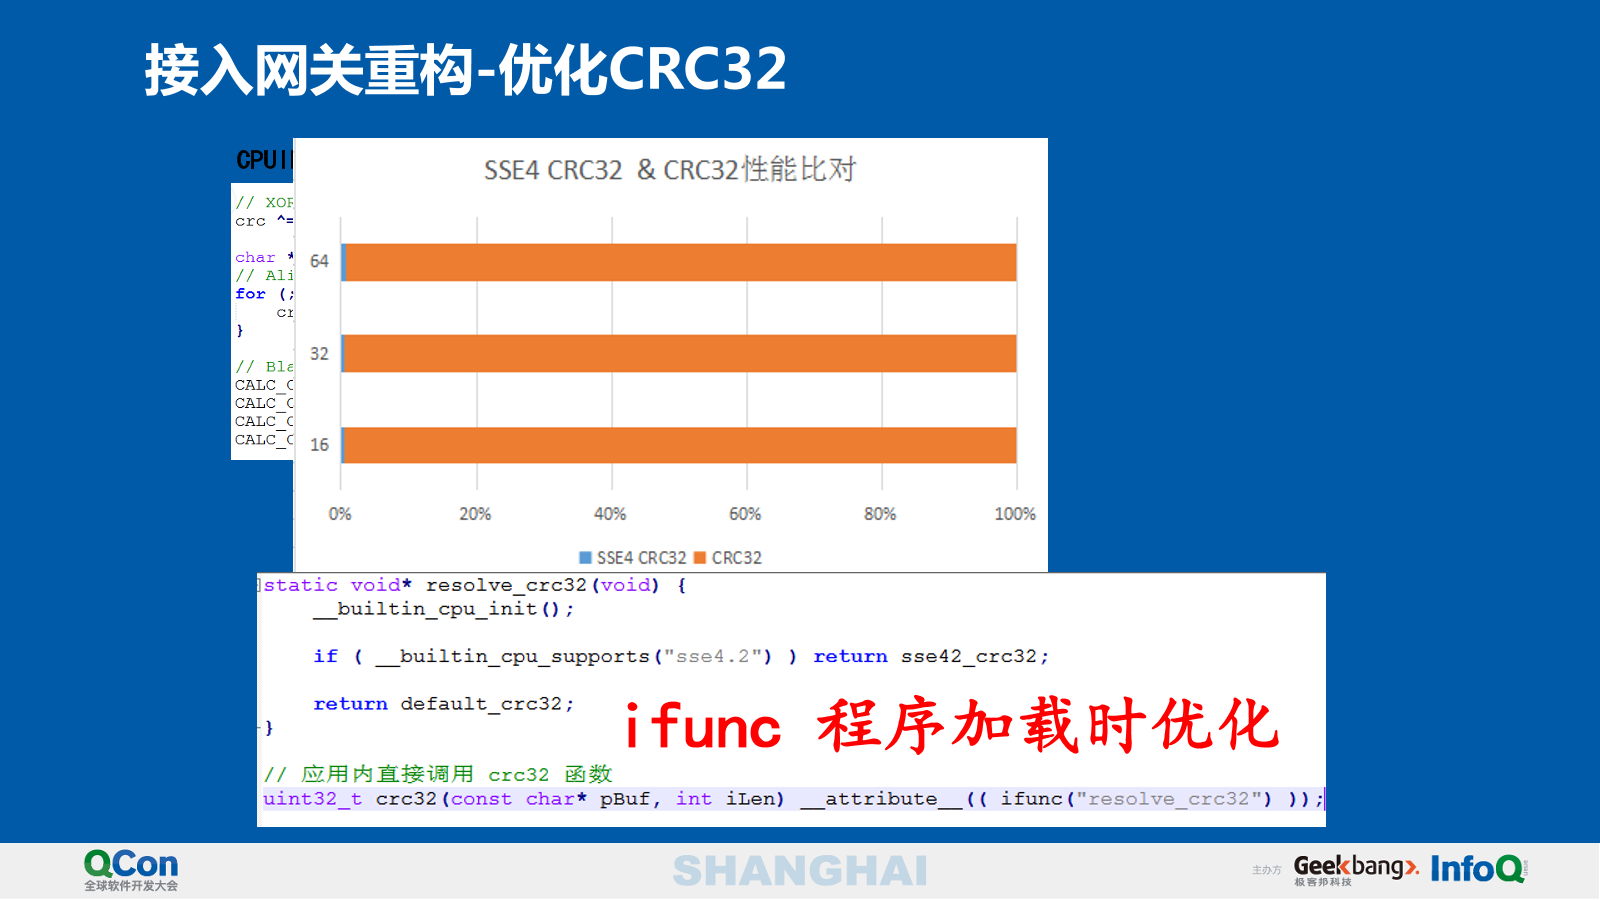 接入网关重构-优化CRC32
CPUI
// XOR
crc ^=
char *
// Ali
for (;
cr
}
// Bla
CALC_C
CALC_C
CALC_C
CALC_C
SSE4 CRC32 & CRC32性能比对
64
32
16
0% 20% 40% 60% 80% 100%
SSE4 CRC32 CRC32
static void* resolve_crc32(void) {
__builtin_cpu_init();
if ( __builtin_cpu_supports("sse4.2") ) return sse42_crc32;
return default_crc32;
}
ifunc 程序加载时优化
// 应用内直接调用 crc32 函数
uint32_t crc32(const char* pBuf, int iLen) __attribute__(( ifunc("resolve_crc32") ));
QCon
全球软件开发大会
SHANGHAI
主办方
Geekbang>.
极客邦科技
InfoQ